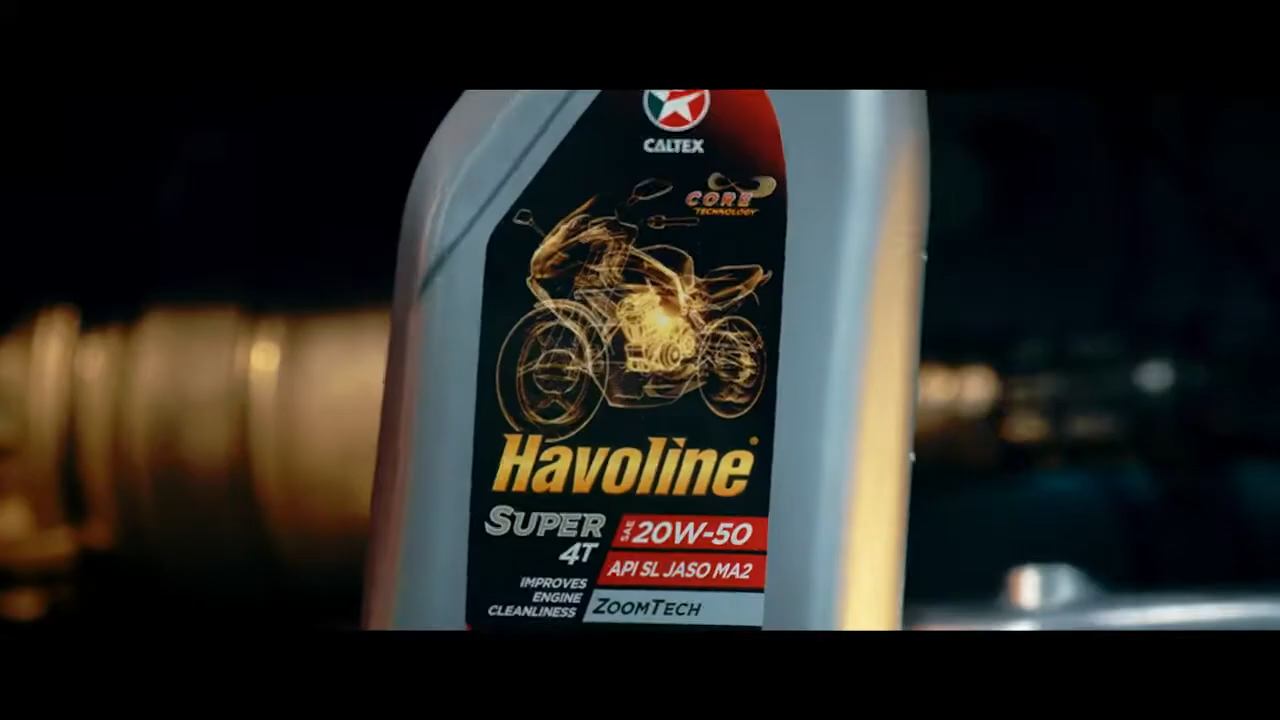 CALTEX
CORE
TECHNOLOGY
Havoline
SUPER
4T
SAE 20W-50
API SL JASO MA2
IMPROVES
ENGINE
CLEANLINESS
ZOOMTECH